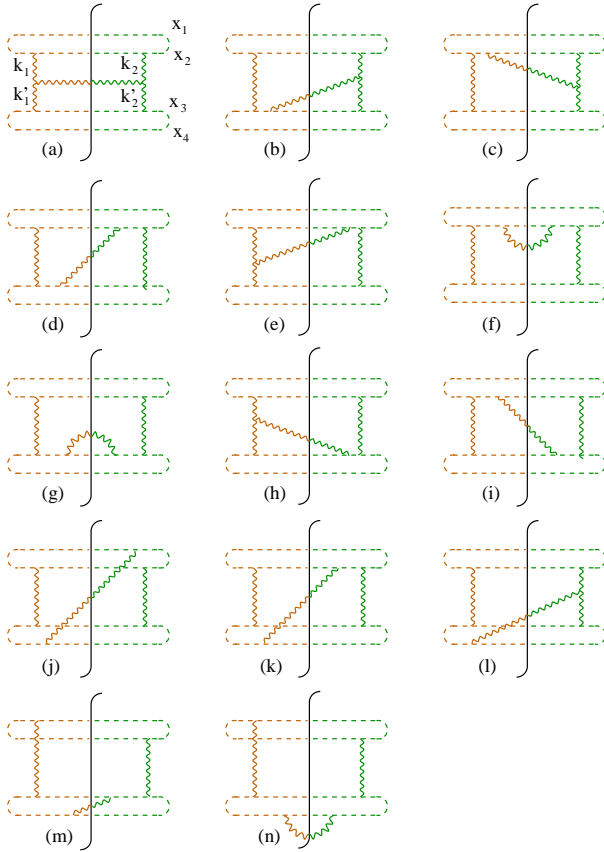 x1
k1 k2 x2
k'1 k'2 x3
x4
(a) (b) (c)
(d) (e) (f)
(g) (h) (i)
(j) (k) (l)
(m) (n)